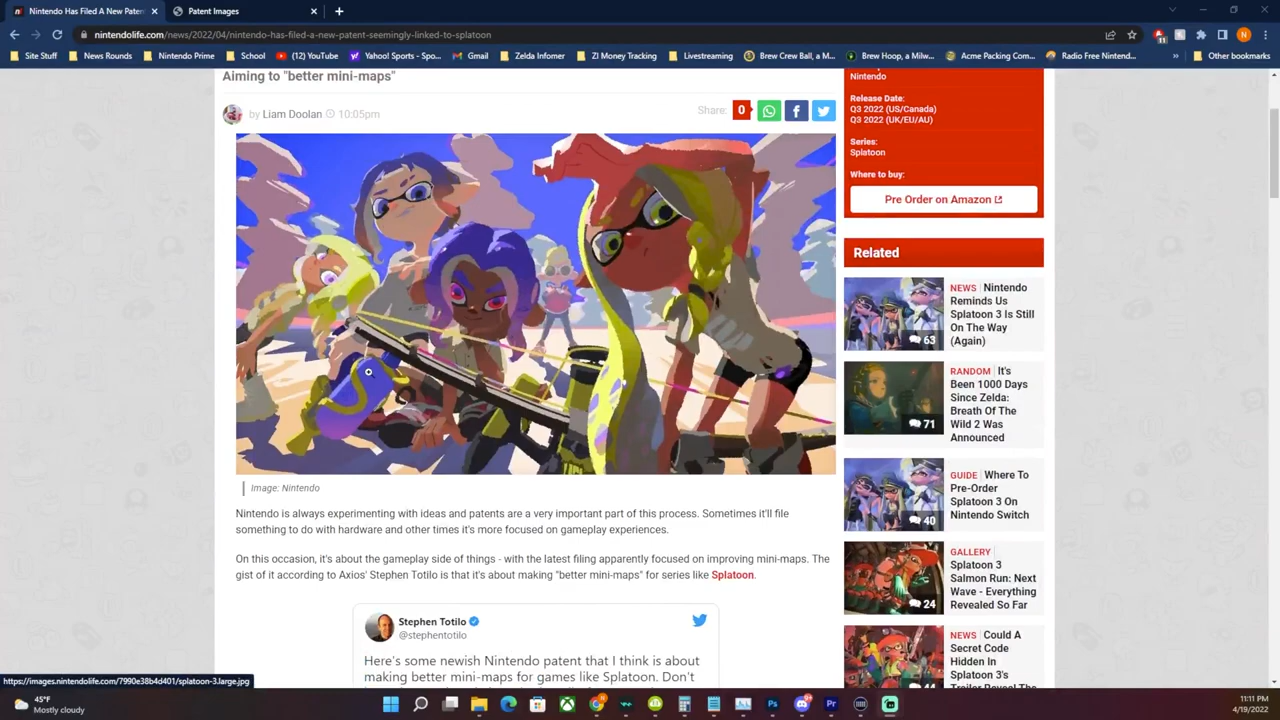 Nintendo Has Filed A New Paten
Patent Images
nintendolife.com/news/2022/04/nintendo-has-filed-a-new-patent-seemingly-linked-to-splatoon
11
N
Site Stuff
News Rounds
Nintendo Prime
School
(12) YouTube
Yahoo! Sports - Spo...
Gmail
Zelda Infomer
ZI Money Tracking
Livestreaming
Brew Crew Ball, a M...
Brew Hoop, a Milw...
Acme Packing Com...
Radio Free Nintend...
Other bookmarks
Aiming to "better mini-maps"
by Liam Doolan 10:05pm
Share: 0
Image: Nintendo
Nintendo is always experimenting with ideas and patents are a very important part of this process. Sometimes it'll file
something to do with hardware and other times it's more focused on gameplay experiences.
On this occasion, it's about the gameplay side of things - with the latest filing apparently focused on improving mini-maps. The
gist of it according to Axios' Stephen Totilo is that it's about making "better mini-maps" for series like Splatoon.
Stephen Totilo
@stephentotilo
Here's some newish Nintendo patent that I think is about
making better mini-maps for games like Splatoon. Don't
Nintendo
Release Date:
Q3 2022 (US/Canada)
Q3 2022 (UK/EU/AU)
Series:
Splatoon
Where to buy:
Pre Order on Amazon
Related
NEWS Nintendo
Reminds Us
Splatoon 3 Is Still
On The Way
(Again)
63
RANDOM It's
Been 1000 Days
Since Zelda:
Breath Of The
Wild 2 Was
Announced
71
GUIDE Where To
Pre-Order
Splatoon 3 On
Nintendo Switch
40
GALLERY
Splatoon 3
Salmon Run: Next
Wave - Everything
Revealed So Far
24
NEWS Could A
Secret Code
Hidden In
Splatoon 3's
Trailer Reveal The
44
https://images.nintendolife.com/7990e38b4d401/splatoon-3.large.jpg
45°F
Mostly cloudy
11:11 PM
4/19/2022